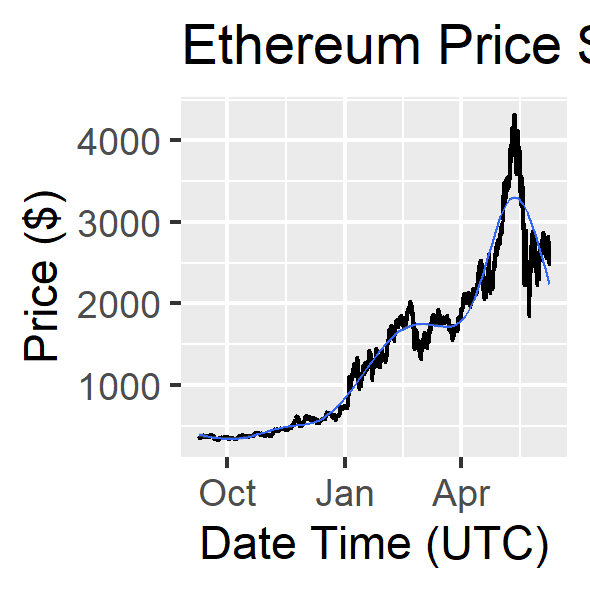 Ethereum Price S
4000
3000
2000
1000
Price ($)
Oct Jan Apr
Date Time (UTC)